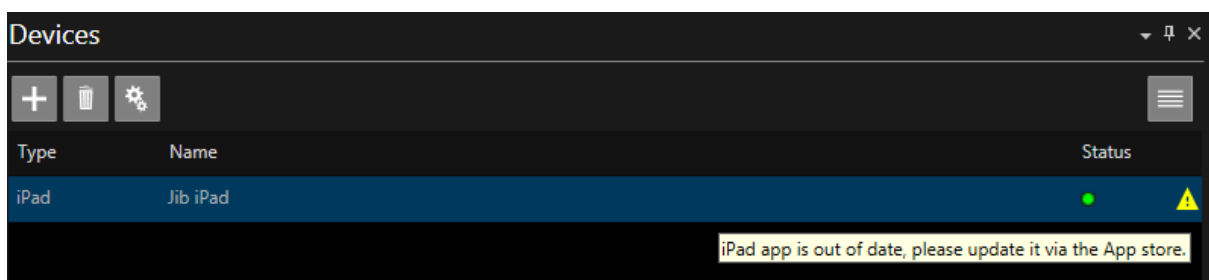 Devices
Type Name Status
iPad Jib iPad
iPad app is out of date, please update it via the App store.